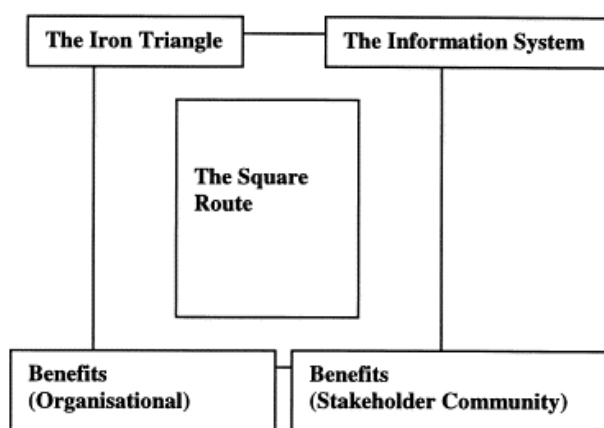 The Iron Triangle
The Information System
The Square
Route
Benefits
(Organisational)
Benefits
(Stakeholder Community)